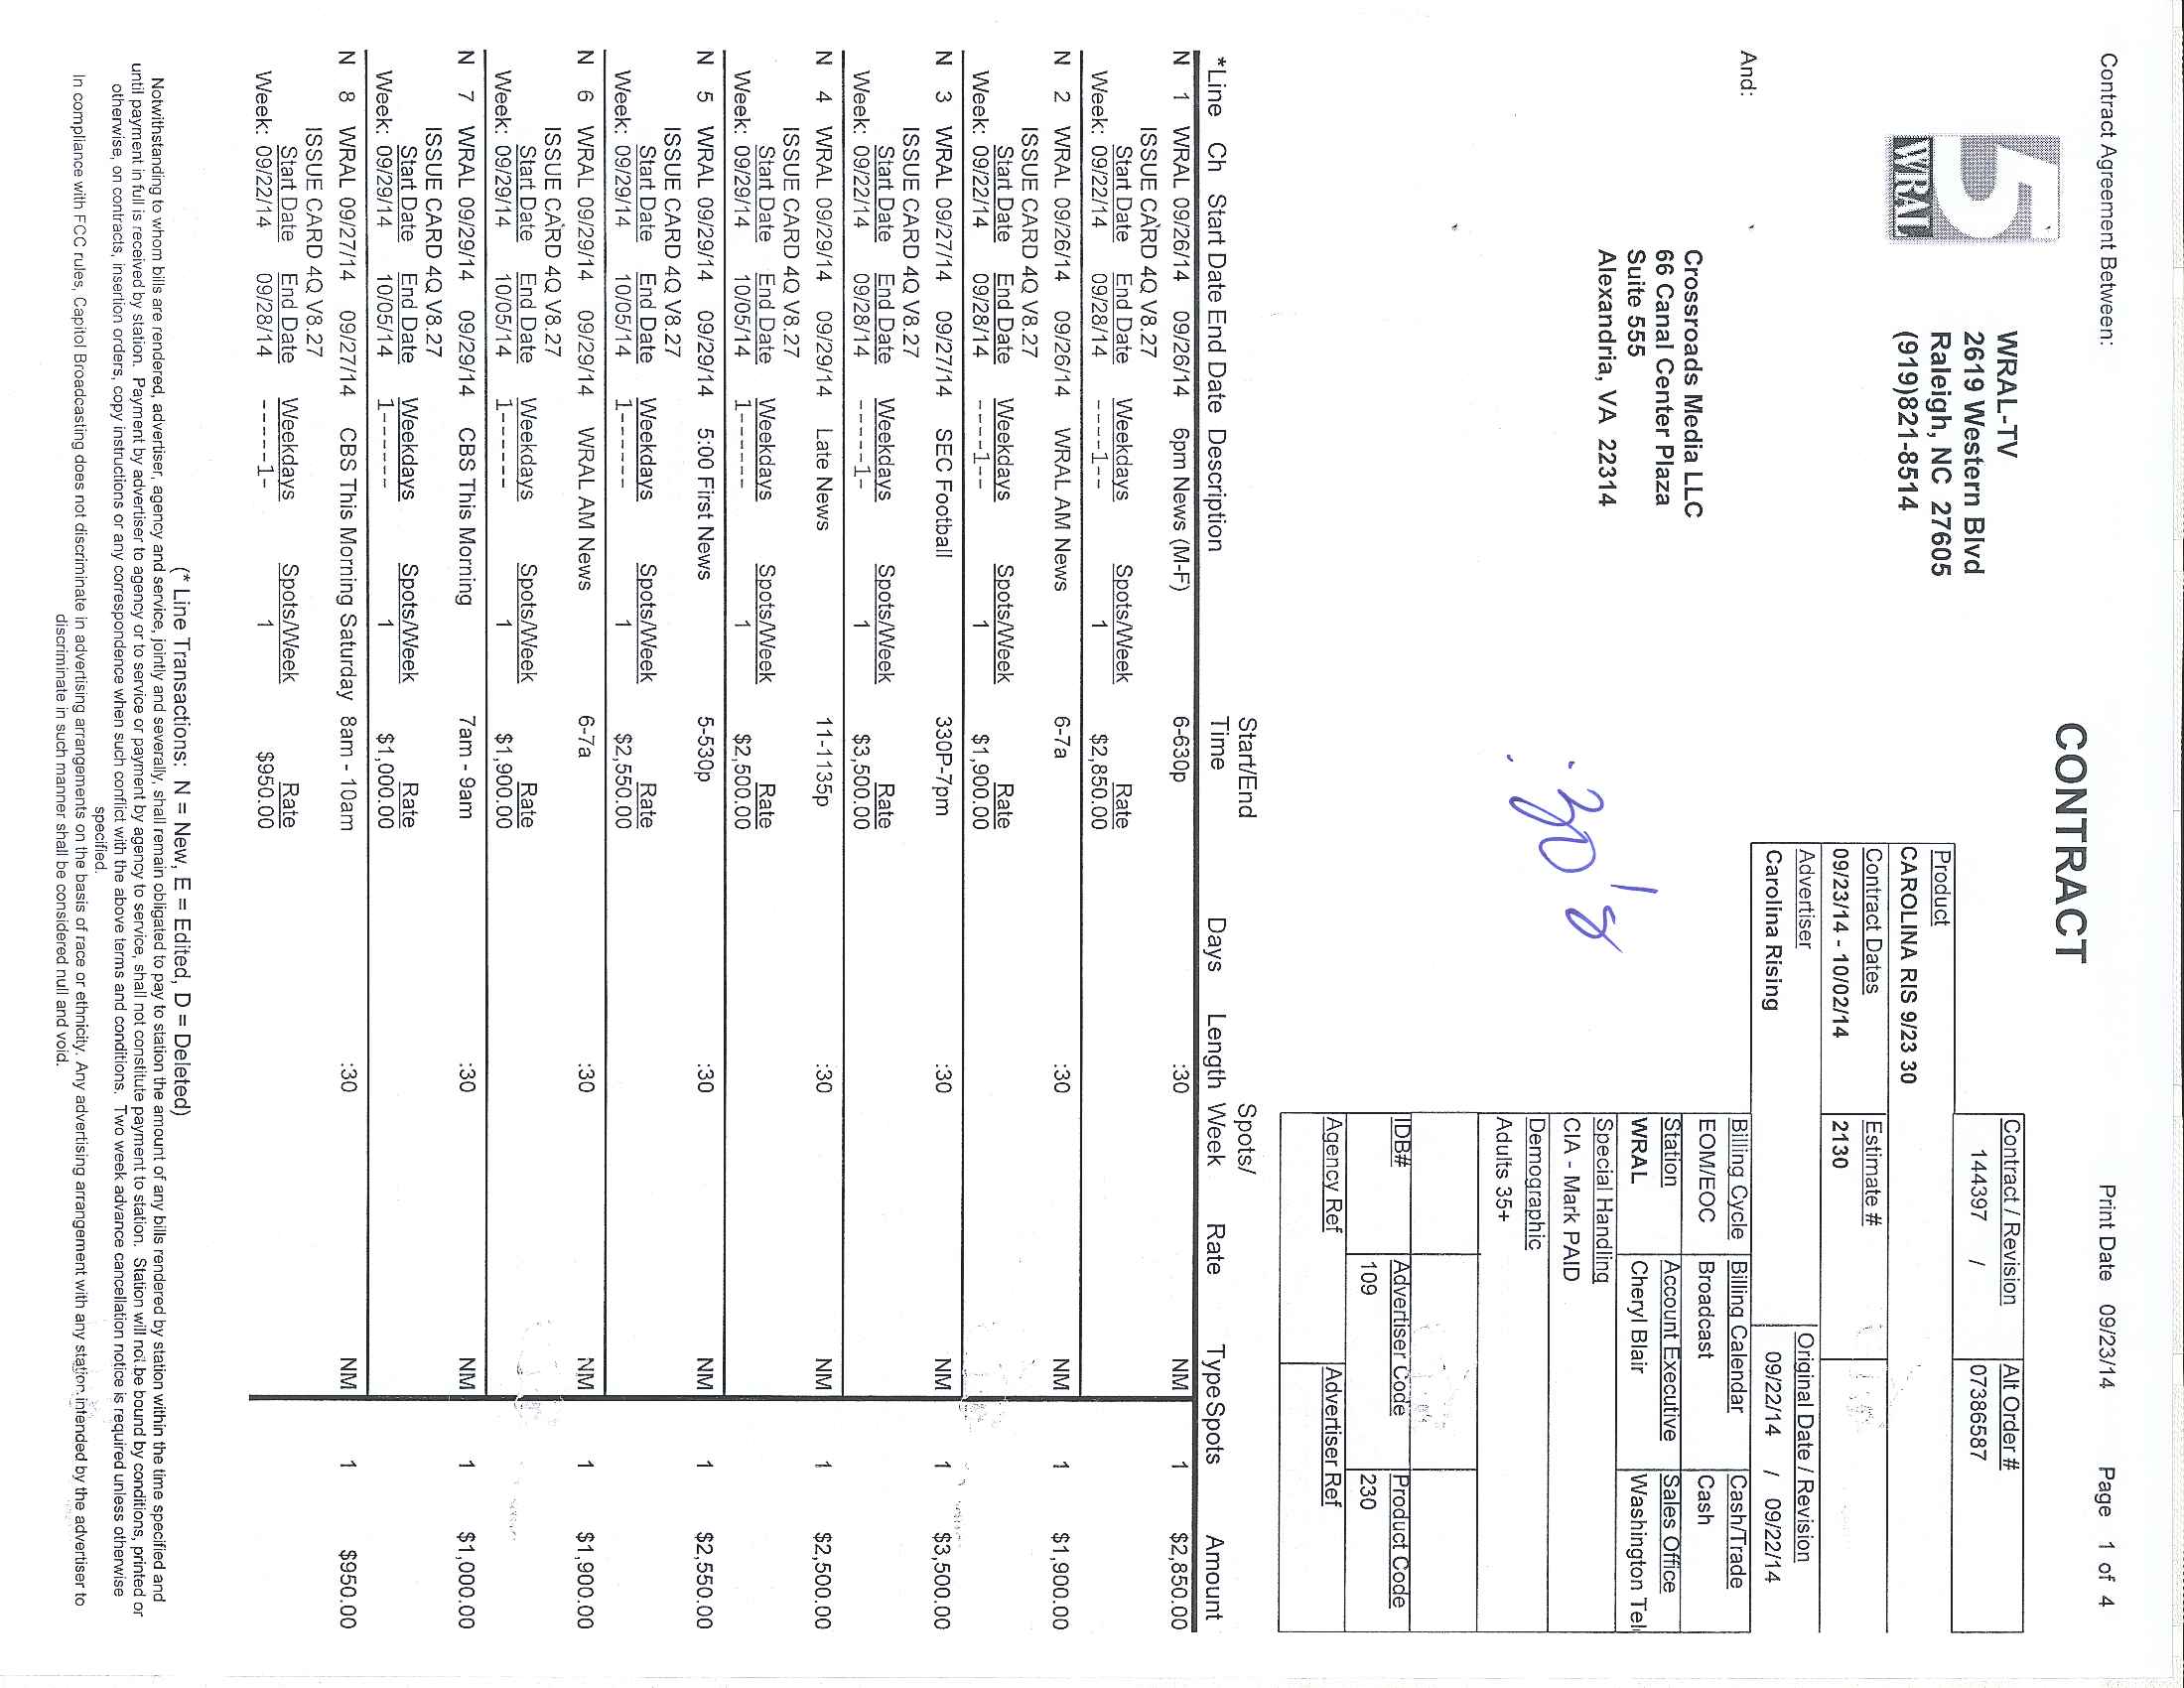 Contract Agreement Between:
Print Date 09/23/14 Page 1 of 4
CONTRACT
5
WRAL
WRAL-TV
2619 Western Blvd
Raleigh, NC 27605
(919)821-8514
Contract / Revision Alt Order #
144397 / 07386587
Product
CAROLINA RIS 9/23 30
Contract Dates Estimate #
09/23/14 - 10/02/14 2130
Advertiser Original Date / Revision
Carolina Rising 09/22/14 / 09/22/14
And:
Crossroads Media LLC
66 Canal Center Plaza
Suite 555
Alexandria, VA 22314
Billing Cycle Billing Calendar Cash/Trade
EOM/EOC Broadcast Cash
Station Account Executive Sales Office
WRAL Cheryl Blair Washington Tel
Special Handling
CIA - Mark PAID
Demographic
Adults 35+
:30's
IDB# Advertiser Code Product Code
109 230
Agency Ref Advertiser Ref
Start/End Spots/
*Line Ch Start Date End Date Description Time Days Length Week Rate Type Spots Amount
N 1 WRAL 09/26/14 09/26/14 6pm News (M-F) 6-630p :30 NM 1 $2,850.00
ISSUE CARD 4Q V8.27
Start Date End Date Weekdays Spots/Week Rate
Week: 09/22/14 09/28/14 ----1-- 1 $2,850.00
N 2 WRAL 09/26/14 09/26/14 WRAL AM News 6-7a :30 NM 1 $1,900.00
ISSUE CARD 4Q V8.27
Start Date End Date Weekdays Spots/Week Rate
Week: 09/22/14 09/28/14 ----1-- 1 $1,900.00
N 3 WRAL 09/27/14 09/27/14 SEC Football 330P-7pm :30 NM 1 $3,500.00
ISSUE CARD 4Q V8.27
Start Date End Date Weekdays Spots/Week Rate
Week: 09/22/14 09/28/14 -----1- 1 $3,500.00
N 4 WRAL 09/29/14 09/29/14 Late News 11-1135p :30 NM 1 $2,500.00
ISSUE CARD 4Q V8.27
Start Date End Date Weekdays Spots/Week Rate
Week: 09/29/14 10/05/14 1------ 1 $2,500.00
N 5 WRAL 09/29/14 09/29/14 5:00 First News 5-530p :30 NM 1 $2,550.00
ISSUE CARD 4Q V8.27
Start Date End Date Weekdays Spots/Week Rate
Week: 09/29/14 10/05/14 1------ 1 $2,550.00
N 6 WRAL 09/29/14 09/29/14 WRAL AM News 6-7a :30 NM 1 $1,900.00
ISSUE CARD 4Q V8.27
Start Date End Date Weekdays Spots/Week Rate
Week: 09/29/14 10/05/14 1------ 1 $1,900.00
N 7 WRAL 09/29/14 09/29/14 CBS This Morning 7am - 9am :30 NM 1 $1,000.00
ISSUE CARD 4Q V8.27
Start Date End Date Weekdays Spots/Week Rate
Week: 09/29/14 10/05/14 1------ 1 $1,000.00
N 8 WRAL 09/27/14 09/27/14 CBS This Morning Saturday 8am - 10am :30 NM 1 $950.00
ISSUE CARD 4Q V8.27
Start Date End Date Weekdays Spots/Week Rate
Week: 09/22/14 09/28/14 -----1- 1 $950.00
(* Line Transactions: N = New, E = Edited, D = Deleted)
Notwithstanding to whom bills are rendered, advertiser, agency and service, jointly and severally, shall remain obligated to pay to station the amount of any bills rendered by station within the time specified and
until payment in full is received by station. Payment by advertiser to agency or to service or payment by agency to service, shall not constitute payment to station. Station will not be bound by conditions, printed or
otherwise, on contracts, insertion orders, copy instructions or any correspondence when such conflict with the above terms and conditions. Two week advance cancellation notice is required unless otherwise
specified.
In compliance with FCC rules, Capitol Broadcasting does not discriminate in advertising arrangements on the basis of race or ethnicity. Any advertising arrangement with any station intended by the advertiser to
discriminate in such manner shall be considered null and void.